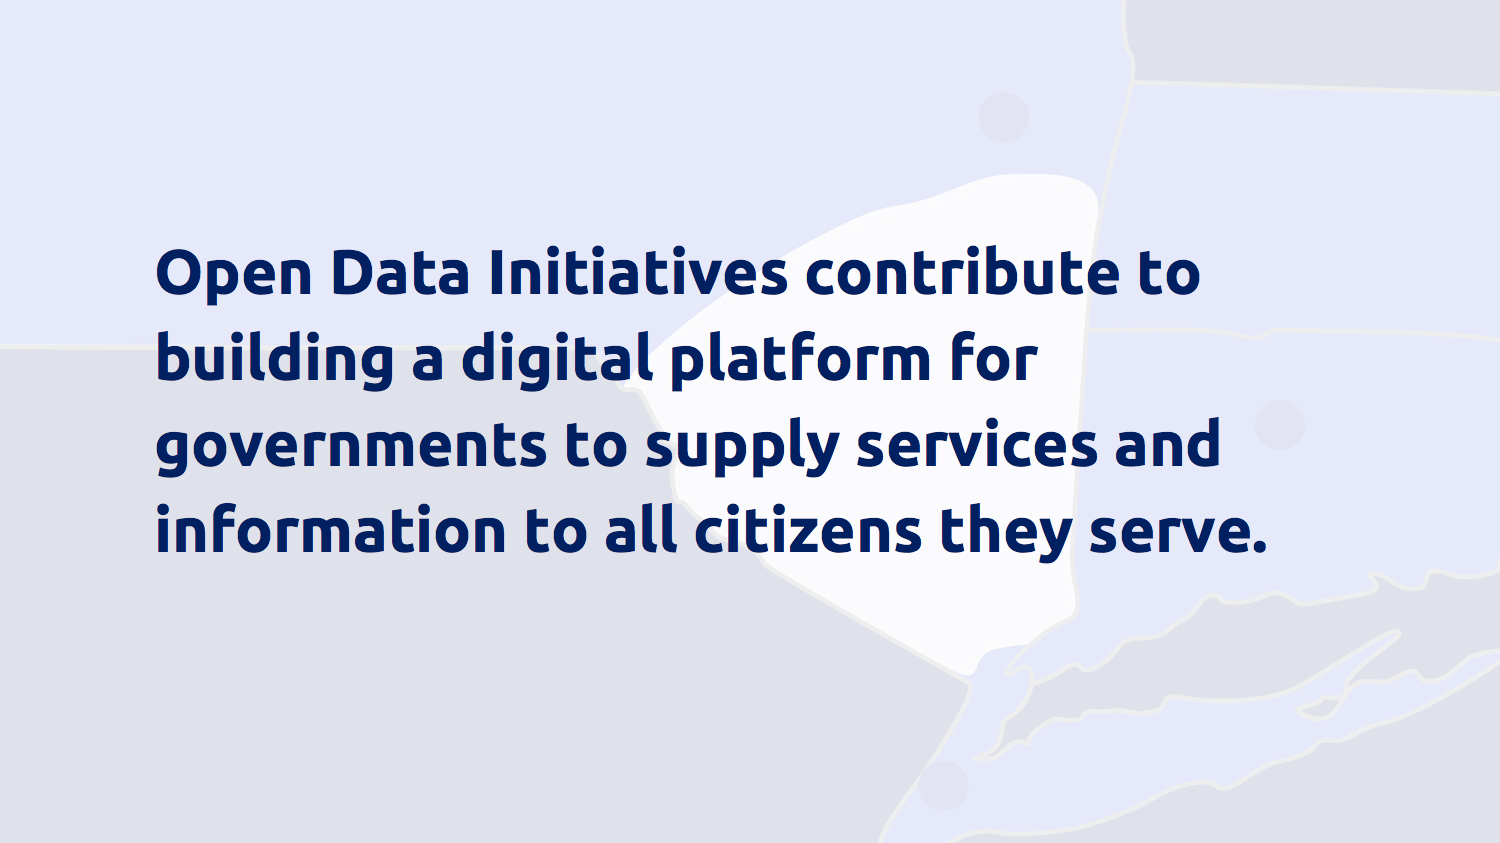 Open Data Initiatives contribute to
building a digital platform for
governments to supply services and
information to all citizens they serve.